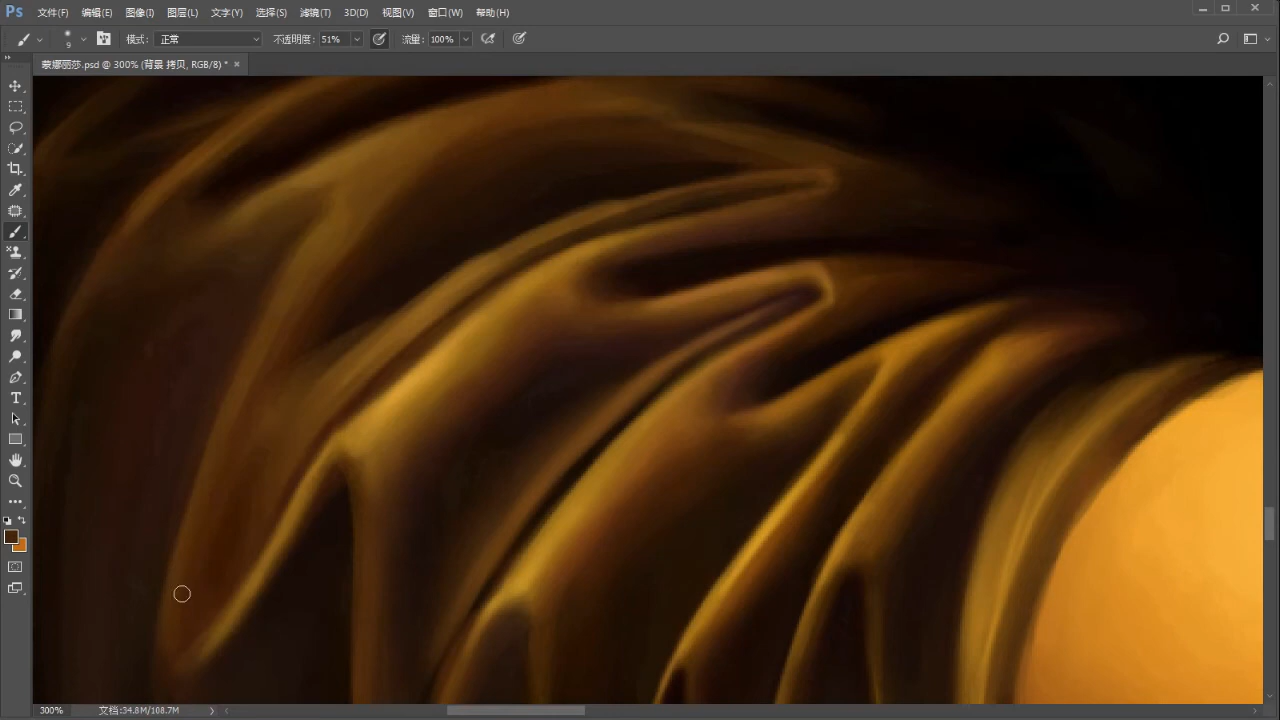 Ps 文件(F) 编辑(E) 图像(I) 图层(L) 文字(Y) 选择(S) 滤镜(T) 3D(D) 视图(V) 窗口(W) 帮助(H)
9 模式: 正常 不透明度: 51% 流量: 100%
蒙娜丽莎.psd @ 300% (背景 拷贝, RGB/8) * ×
300% 文档:34.8M/108.7M